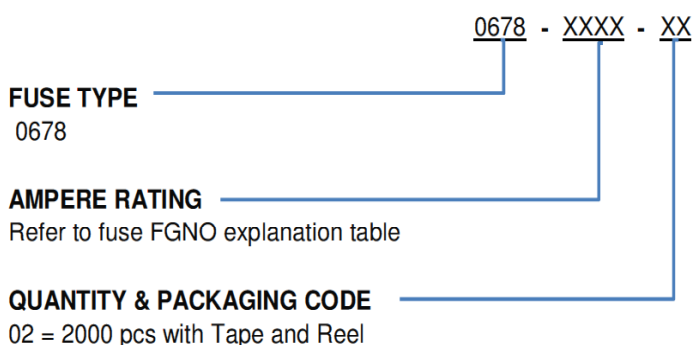 0678 - XXXX - XX
FUSE TYPE
0678
AMPERE RATING
Refer to fuse FGNO explanation table
QUANTITY & PACKAGING CODE
02 = 2000 pcs with Tape and Reel